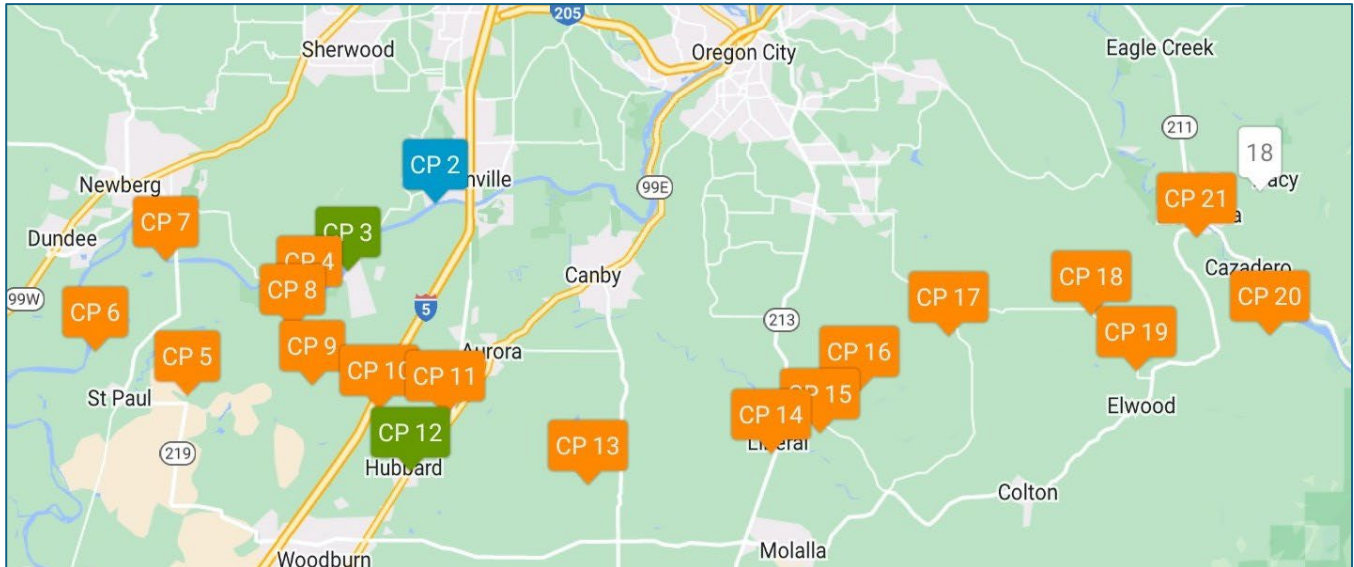 205
Sherwood
Oregon City
Eagle Creek
211
18
CP 2
Newberg
99E
CP 21
CP 7
CP 3
Dundee
CP 4
Canby
Cazadero
CP 8
CP 18
CP 20
CP 17
99W
CP 6
5
213
CP 19
CP 9
Aurora
CP 16
CP 5
CP 10
CP 11
CP 15
St Paul
Elwood
CP 14
CP 12
CP 13
219
Hubbard
Colton
Molalla
Woodburn